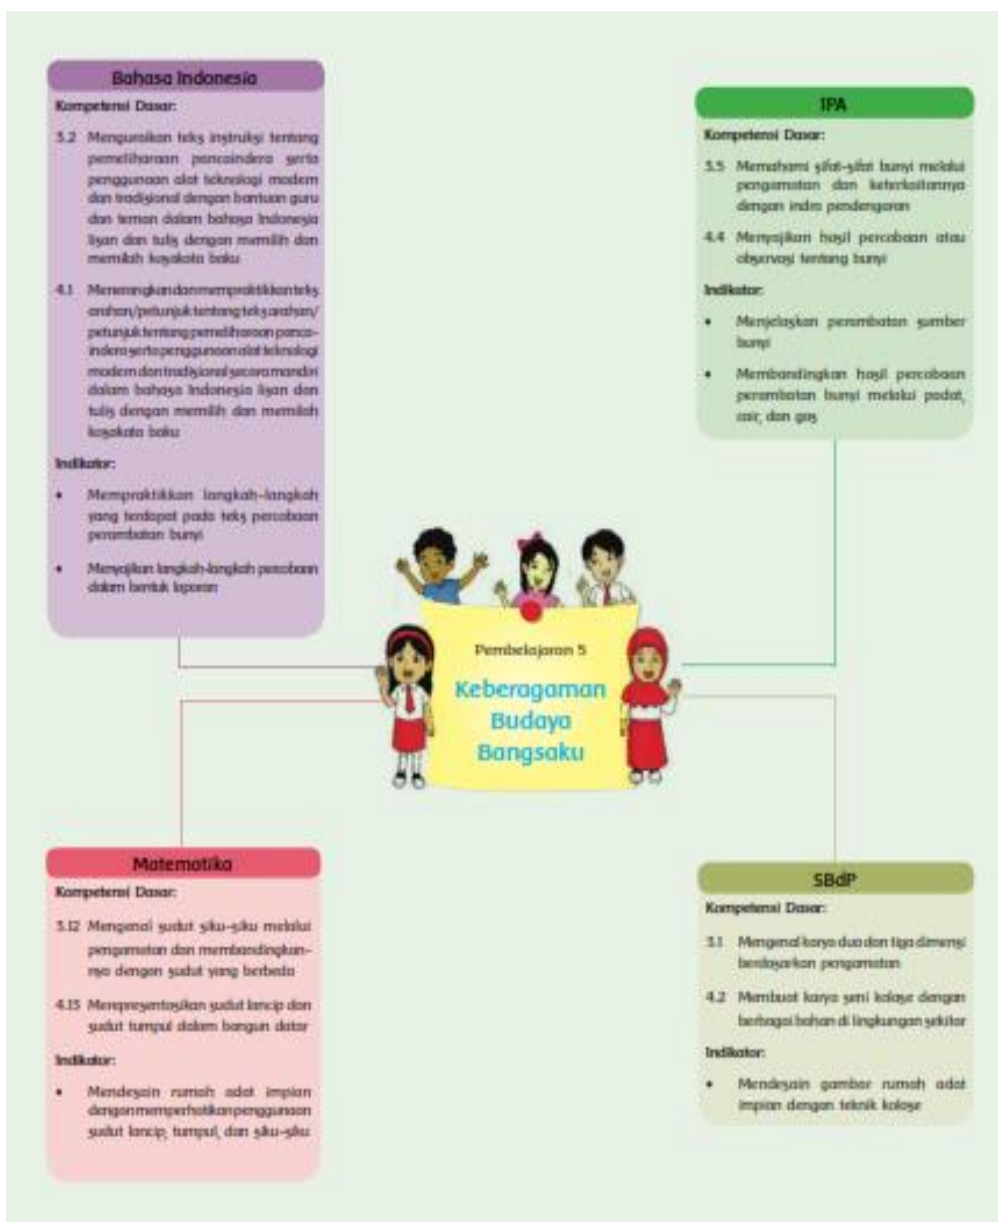 Bahasa Indonesia
Kompetensi Dasar:
3.2 Menguraikan teks instruksi tentang
pemeliharaan pancaindera serta
penggunaan alat teknologi modern
dan tradisional dengan bantuan guru
dan teman dalam bahasa Indonesia
lisan dan tulis dengan memilih dan
memilah kosakata baku
4.1 Menerangkan dan mempraktikkan teks
arahan/petunjuk tentang teks arahan/
petunjuk tentang pemeliharaan panca-
indera serta penggunaan alat teknologi
modern dan tradisional secara mandiri
dalam bahasa Indonesia lisan dan
tulis dengan memilih dan memilah
kosakata baku
Indikator:
• Mempraktikkan langkah-langkah
yang terdapat pada teks percobaan
perambatan bunyi
• Menyajikan langkah-langkah percobaan
dalam bentuk laporan
IPA
Kompetensi Dasar:
3.5 Memahami sifat-sifat bunyi melalui
pengamatan dan keterkaitannya
dengan indra pendengaran
4.4 Menyajikan hasil percobaan atau
observasi tentang bunyi
Indikator:
• Menjelaskan perambatan sumber
bunyi
• Membandingkan hasil percobaan
perambatan bunyi melalui padat,
cair, dan gas
Pembelajaran 5
Keberagaman
Budaya
Bangsaku
Matematika
Kompetensi Dasar:
3.12 Mengenal sudut siku-siku melalui
pengamatan dan membandingkan-
nya dengan sudut yang berbeda
4.13 Merepresentasikan sudut lancip dan
sudut tumpul dalam bangun datar
Indikator:
• Mendesain rumah adat impian
dengan memperhatikan penggunaan
sudut lancip, tumpul, dan siku-siku
SBdP
Kompetensi Dasar:
3.1 Mengenal karya dua dan tiga dimensi
berdasarkan pengamatan
4.2 Membuat karya seni kolase dengan
berbagai bahan di lingkungan sekitar
Indikator:
• Mendesain gambar rumah adat
impian dengan teknik kolase